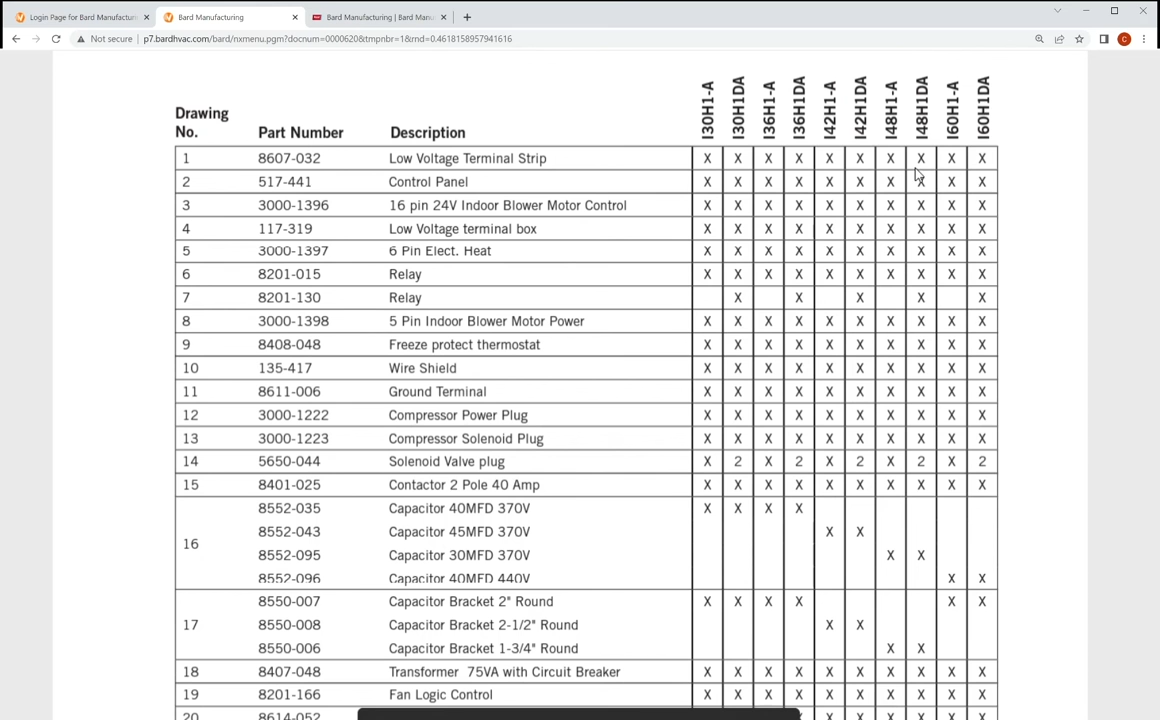 Login Page for Bard Manufacturin
Bard Manufacturing
Bard Manufacturing | Bard Manu
Not secure | p7.bardhvac.com/bard/nxmenu.pgm?docnum=0000620&tmpnbr=1&rnd=0.4618158957941616
C
Drawing No. Part Number Description I30H1-A I30H1DA I36H1-A I36H1DA I42H1-A I42H1DA I48H1-A I48H1DA I60H1-A I60H1DA
1 8607-032 Low Voltage Terminal Strip X X X X X X X X X X
2 517-441 Control Panel X X X X X X X X X X
3 3000-1396 16 pin 24V Indoor Blower Motor Control X X X X X X X X X X
4 117-319 Low Voltage terminal box X X X X X X X X X X
5 3000-1397 6 Pin Elect. Heat X X X X X X X X X X
6 8201-015 Relay X X X X X X X X X X
7 8201-130 Relay X X X X X
8 3000-1398 5 Pin Indoor Blower Motor Power X X X X X X X X X X
9 8408-048 Freeze protect thermostat X X X X X X X X X X
10 135-417 Wire Shield X X X X X X X X X X
11 8611-006 Ground Terminal X X X X X X X X X X
12 3000-1222 Compressor Power Plug X X X X X X X X X X
13 3000-1223 Compressor Solenoid Plug X X X X X X X X X X
14 5650-044 Solenoid Valve plug X 2 X 2 X 2 X 2 X 2
15 8401-025 Contactor 2 Pole 40 Amp X X X X X X X X X X
16 8552-035 Capacitor 40MFD 370V X X X X
8552-043 Capacitor 45MFD 370V X X
8552-095 Capacitor 30MFD 370V X X
8552-096 Capacitor 40MFD 440V X X
17 8550-007 Capacitor Bracket 2" Round X X X X X X
8550-008 Capacitor Bracket 2-1/2" Round X X
8550-006 Capacitor Bracket 1-3/4" Round X X
18 8407-048 Transformer 75VA with Circuit Breaker X X X X X X X X X X
19 8201-166 Fan Logic Control X X X X X X X X X X
20 8614-052 X X X X X X